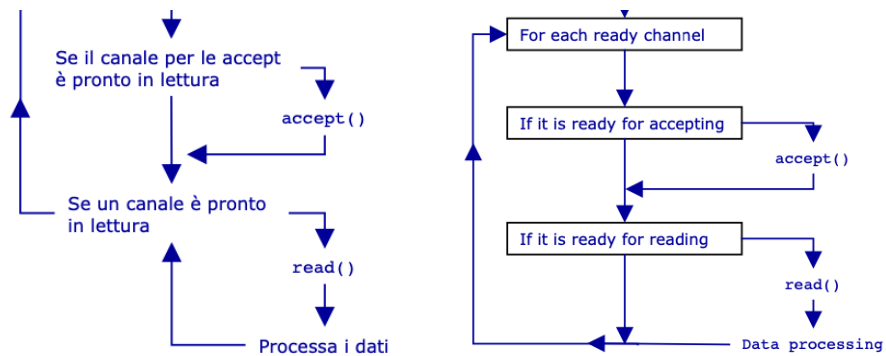 Se il canale per le accept
è pronto in lettura
accept()
Se un canale è pronto
in lettura
read()
Processa i dati
For each ready channel
If it is ready for accepting
accept()
If it is ready for reading
read()
Data processing